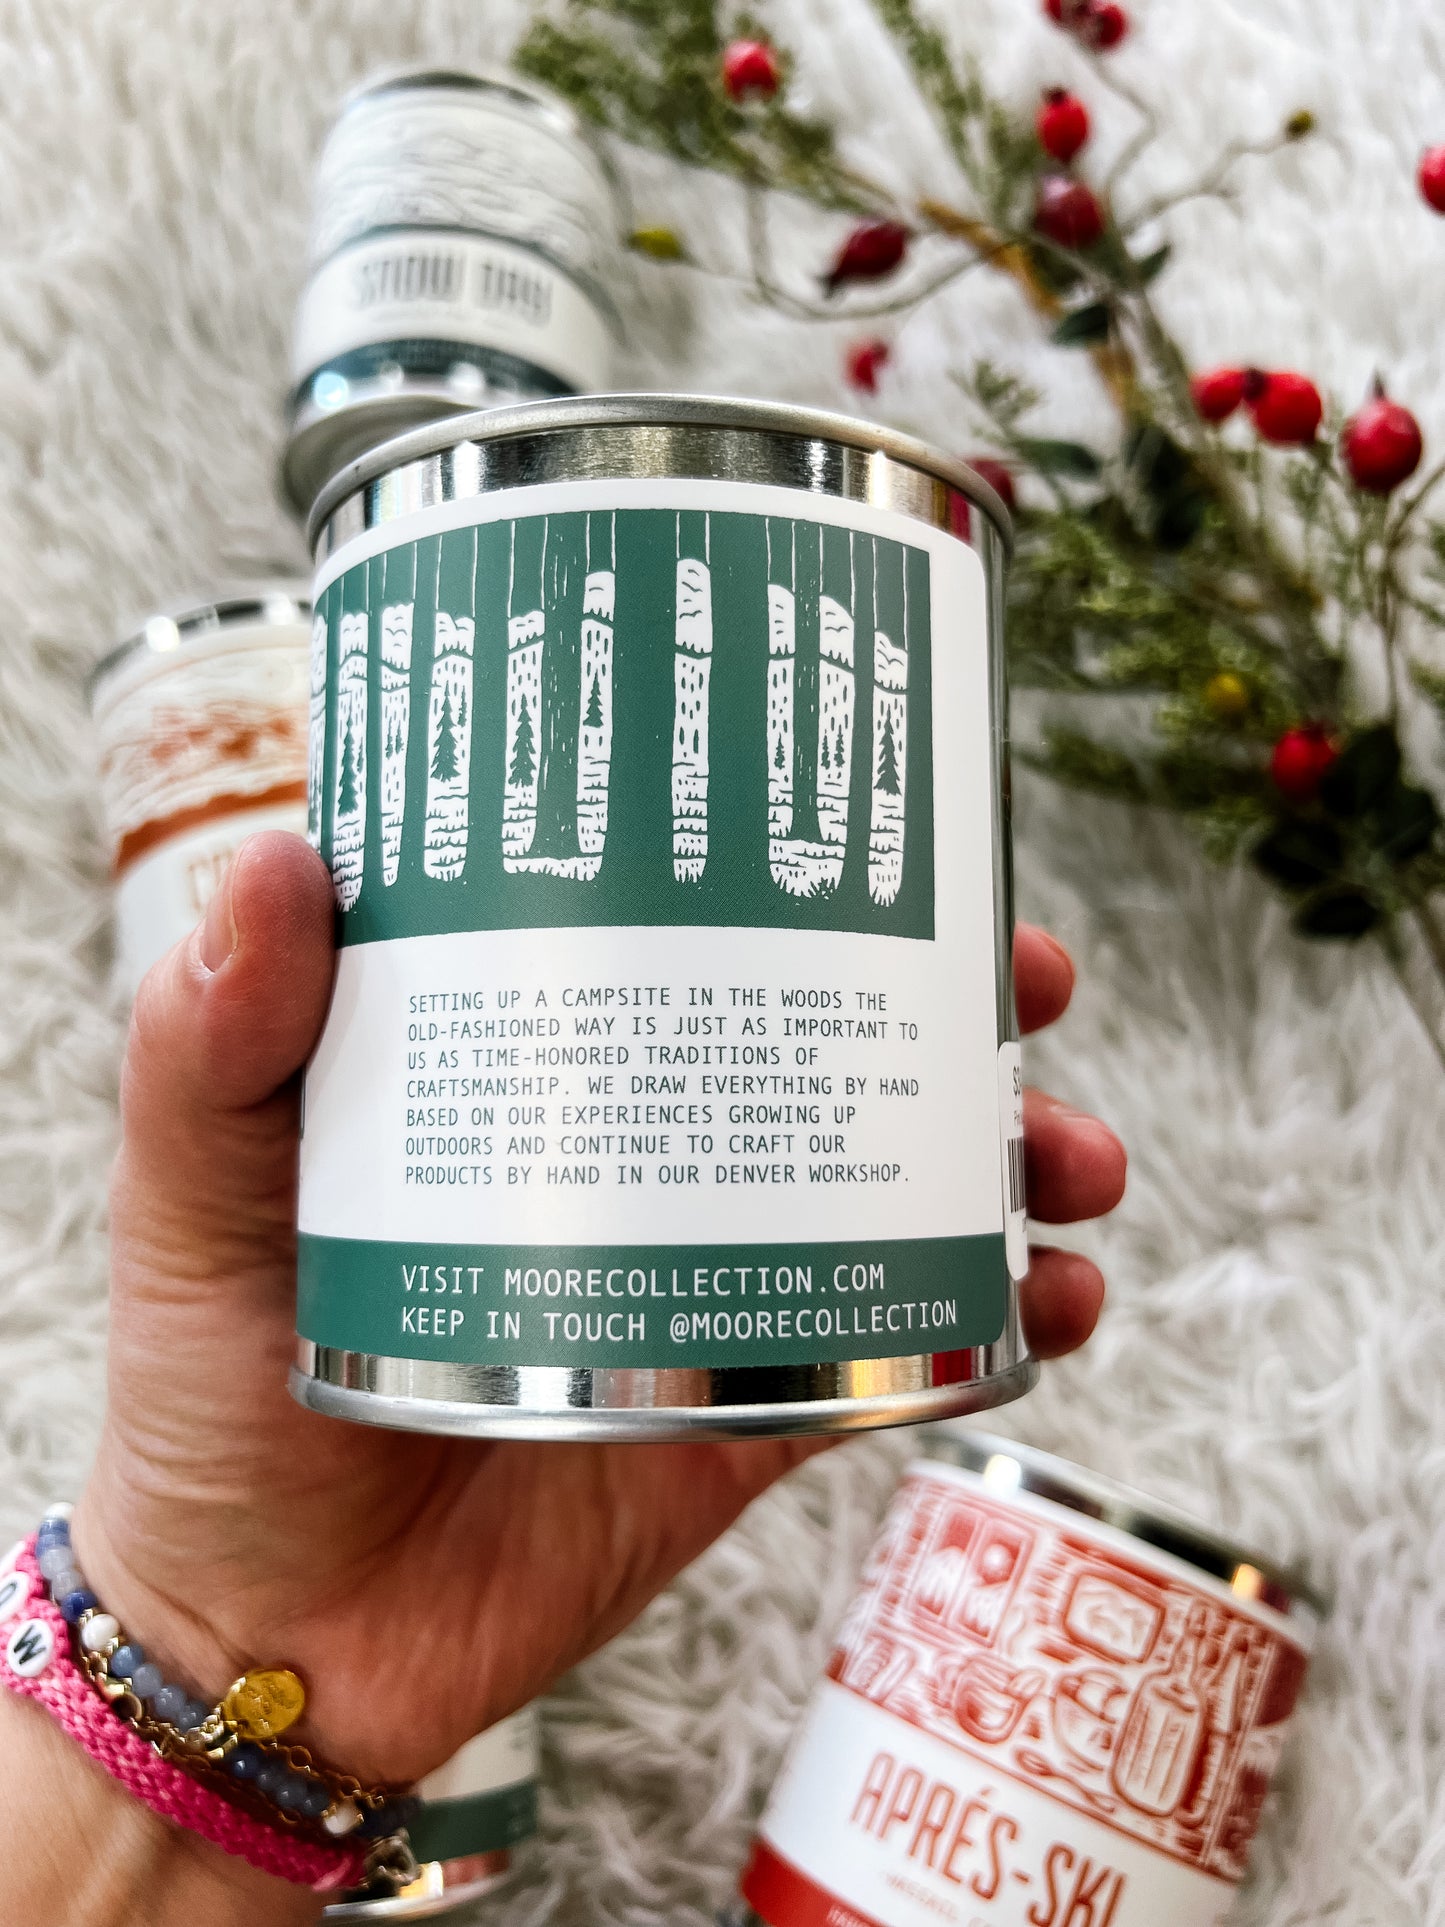 SNOW DAY
SETTING UP A CAMPSITE IN THE WOODS THE
OLD-FASHIONED WAY IS JUST AS IMPORTANT TO
US AS TIME-HONORED TRADITIONS OF
CRAFTSMANSHIP. WE DRAW EVERYTHING BY HAND
BASED ON OUR EXPERIENCES GROWING UP
OUTDOORS AND CONTINUE TO CRAFT OUR
PRODUCTS BY HAND IN OUR DENVER WORKSHOP.
VISIT MOORECOLLECTION.COM
KEEP IN TOUCH @MOORECOLLECTION
W
APRÉS-SKI